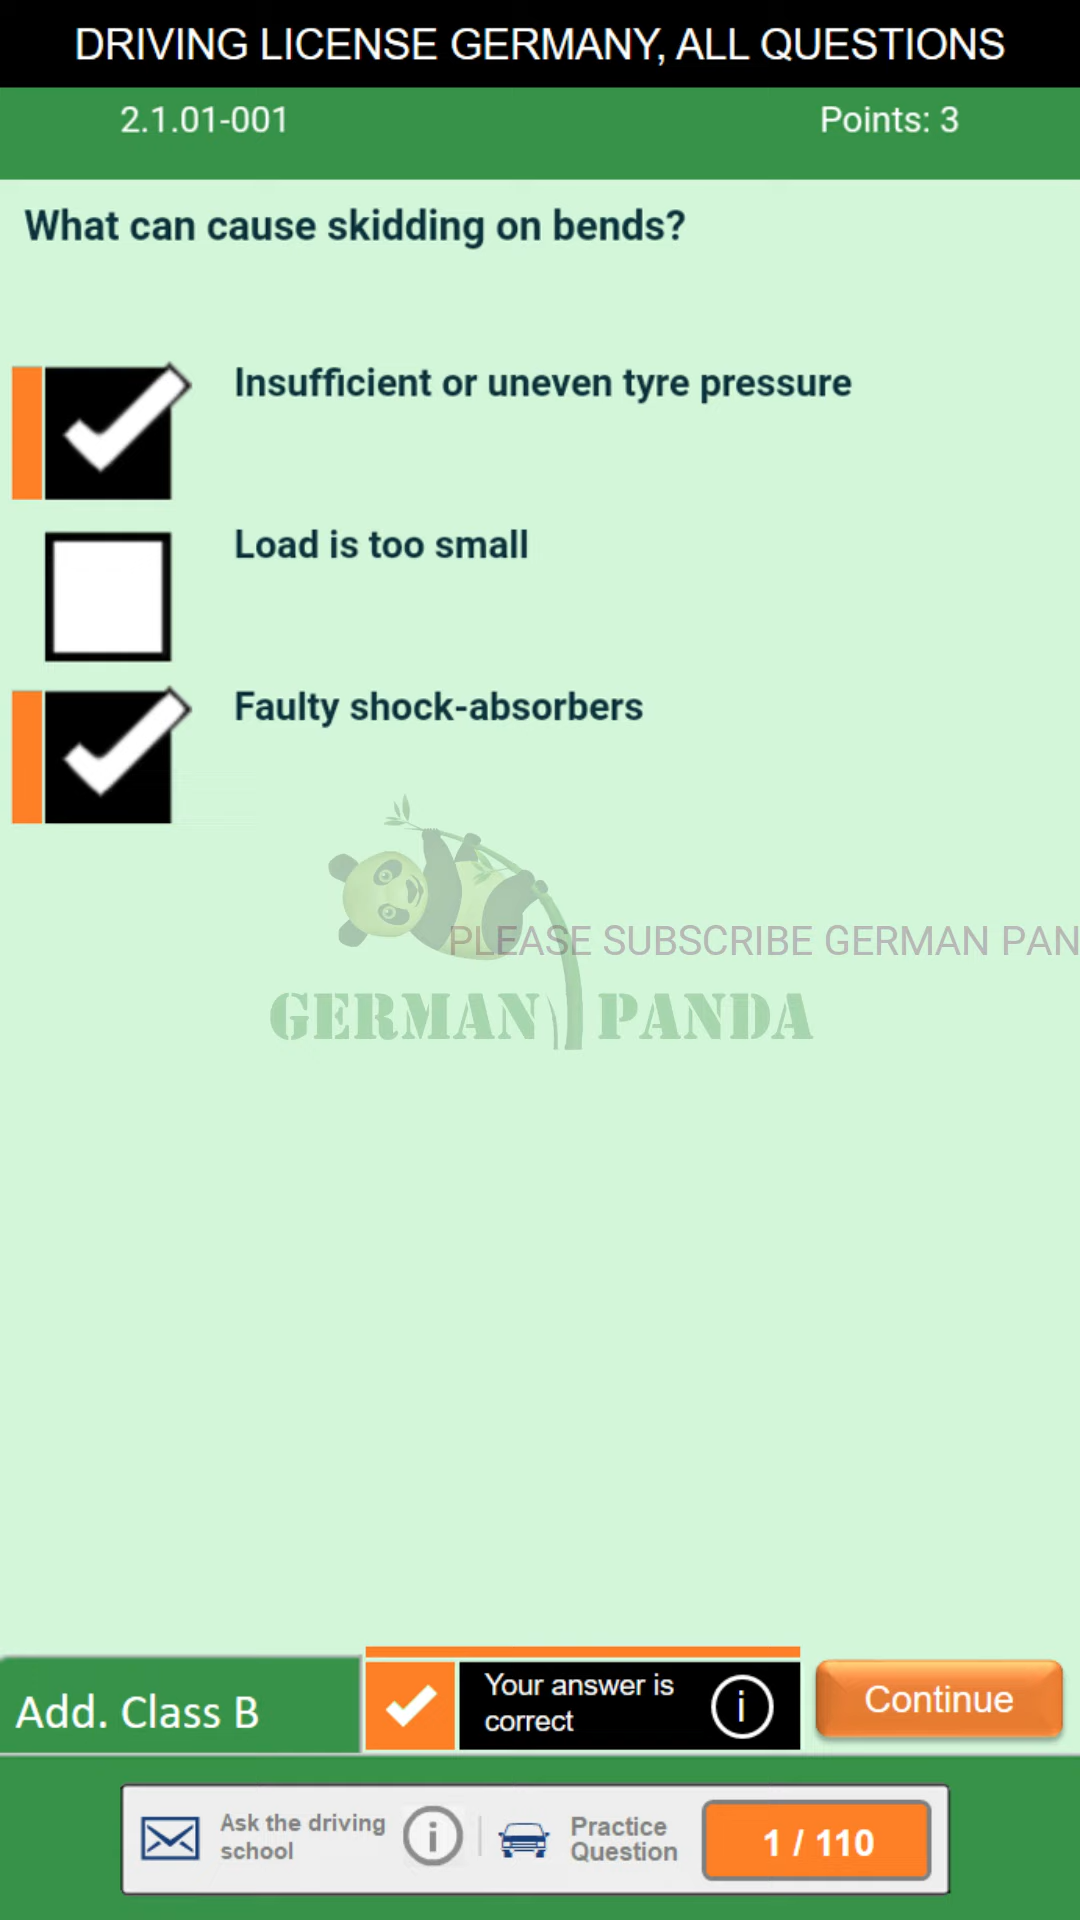 DRIVING LICENSE GERMANY, ALL QUESTIONS
2.1.01-001 Points: 3
What can cause skidding on bends?
Insufficient or uneven tyre pressure
Load is too small
Faulty shock-absorbers
PLEASE SUBSCRIBE GERMAN PAN
GERMAN PANDA
Add. Class B
Your answer is
correct
Continue
Ask the driving
school
Practice
Question
1 / 110